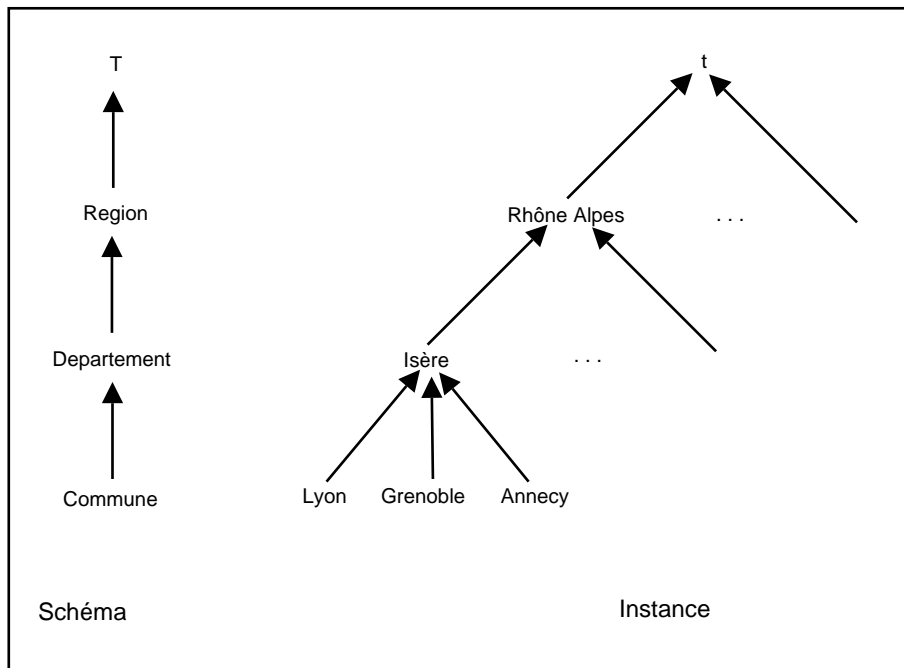 T t
Region Rhône Alpes . . .
Departement Isère . . .
Commune Lyon Grenoble Annecy
Schéma Instance